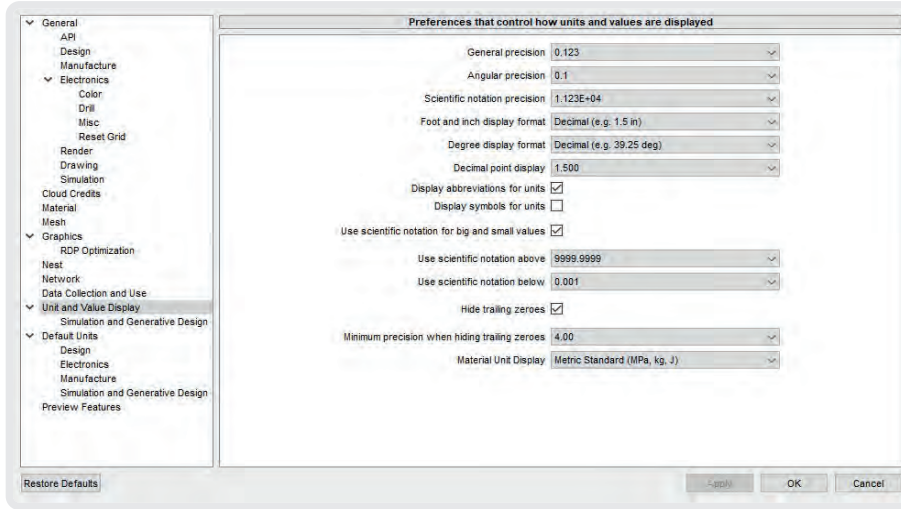 General
API
Design
Manufacture
Electronics
Color
Drill
Misc
Reset Grid
Render
Drawing
Simulation
Cloud Credits
Material
Mesh
Graphics
RDP Optimization
Nest
Network
Data Collection and Use
Unit and Value Display
Simulation and Generative Design
Default Units
Design
Electronics
Manufacture
Simulation and Generative Design
Preview Features
Preferences that control how units and values are displayed
General precision 0.123
Angular precision 0.1
Scientific notation precision 1.123E+04
Foot and inch display format Decimal (e.g. 1.5 in)
Degree display format Decimal (e.g. 39.25 deg)
Decimal point display 1.500
Display abbreviations for units
Display symbols for units
Use scientific notation for big and small values
Use scientific notation above 9999.9999
Use scientific notation below 0.001
Hide trailing zeroes
Minimum precision when hiding trailing zeroes 4.00
Material Unit Display Metric Standard (MPa, kg, J)
Restore Defaults
Apply OK Cancel